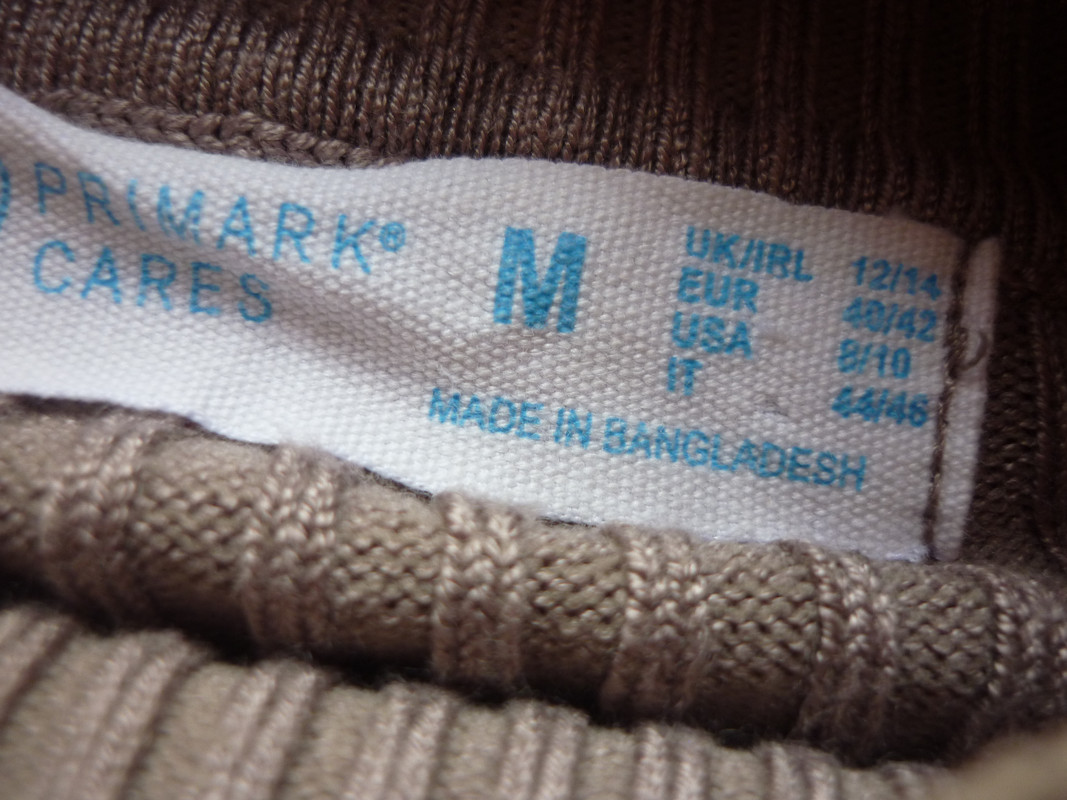 PRIMARK®
CARES
M
UK/IRL 12/14
EUR 40/42
USA 8/10
IT 44/46
MADE IN BANGLADESH